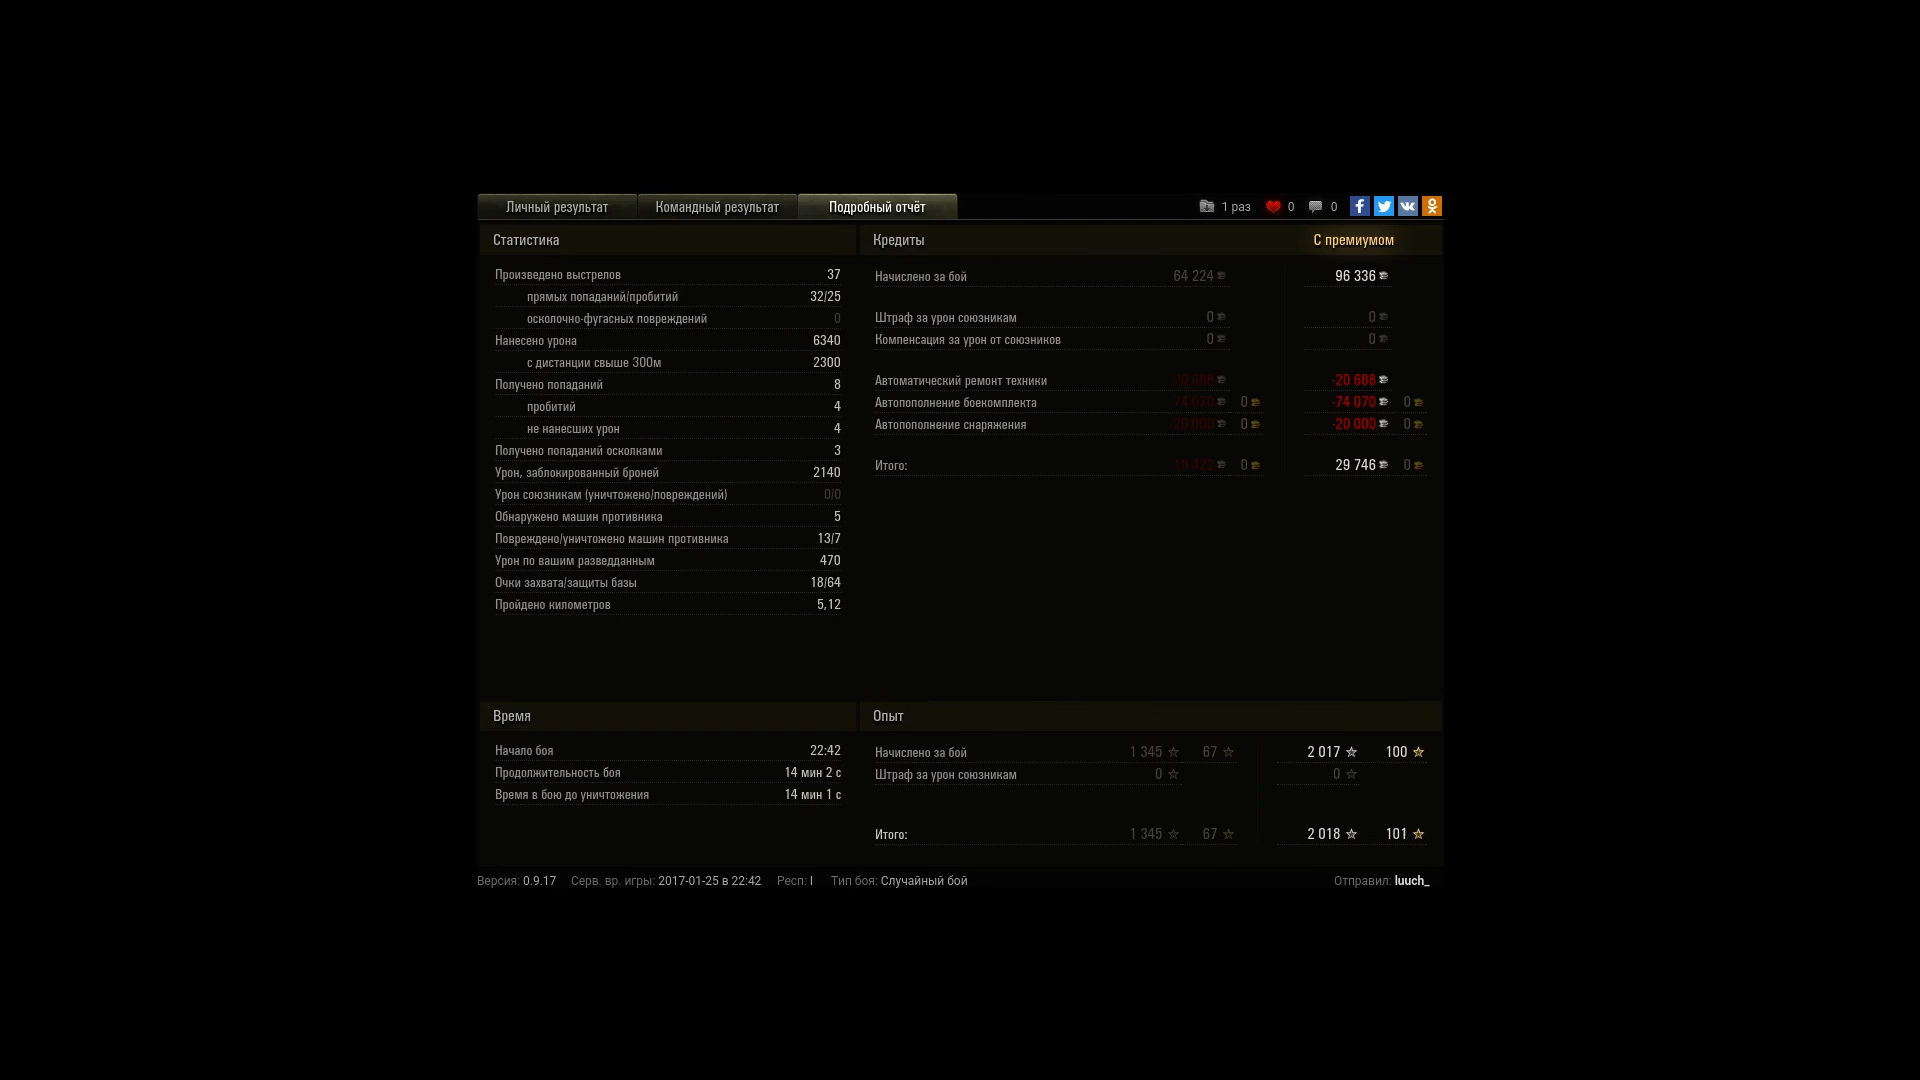 Личный результат Командный результат Подробный отчёт 1 раз 0 0
Статистика
Произведено выстрелов 37
прямых попаданий/пробитий 32/25
осколочно-фугасных повреждений 0
Нанесено урона 6340
с дистанции свыше 300м 2300
Получено попаданий 8
пробитий 4
не нанесших урон 4
Получено попаданий осколками 3
Урон, заблокированный броней 2140
Урон союзникам (уничтожено/повреждений) 0/0
Обнаружено машин противника 5
Повреждено/уничтожено машин противника 13/7
Урон по вашим разведданным 470
Очки захвата/защиты базы 18/64
Пройдено километров 5,12
Кредиты С премиумом
Начислено за бой 64 224 96 336
Штраф за урон союзникам 0 0
Компенсация за урон от союзников 0 0
Автоматический ремонт техники -20 688
Автопополнение боекомплекта -74 070 0 -74 070 0
Автопополнение снаряжения -20 000 0 -20 000 0
Итого: 0 29 746 0
Время
Начало боя 22:42
Продолжительность боя 14 мин 2 с
Время в бою до уничтожения 14 мин 1 с
Опыт
Начислено за бой 1 345 67 2 017 100
Штраф за урон союзникам 0 0
Итого: 1 345 67 2 018 101
Версия: 0.9.17 Серв. вр. игры: 2017-01-25 в 22:42 Респ: I Тип боя: Случайный бой Отправил: luuch_